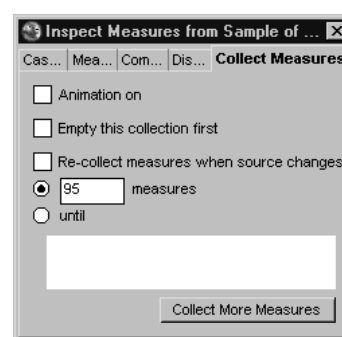 Inspect Measures from Sample of ...
Cas... Mea... Com... Dis... Collect Measures
Animation on
Empty this collection first
Re-collect measures when source changes
95 measures
until
Collect More Measures